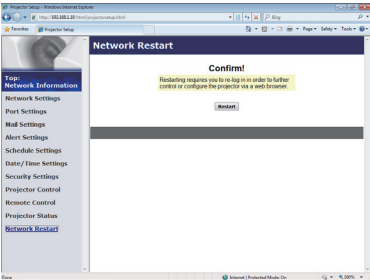 Projector Setup - Windows Internet Explorer
http://192.168.1.10/html/projectorsetup.html
Bing
Favorites
Projector Setup
Page
Safety
Tools
Network Restart
Top:
Network Information
Network Settings
Port Settings
Mail Settings
Alert Settings
Schedule Settings
Date/Time Settings
Security Settings
Projector Control
Remote Control
Projector Status
Network Restart
Confirm!
Restarting requires you to re-log in in order to further
control or configure the projector via a web browser.
Restart
Done
Internet | Protected Mode: On
100%